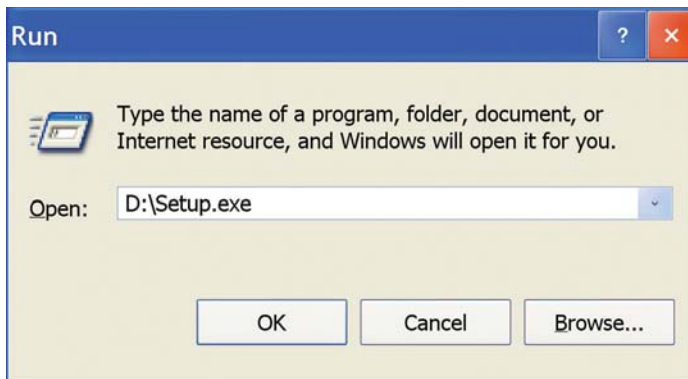 Run
?
×
Type the name of a program, folder, document, or
Internet resource, and Windows will open it for you.
Open: D:\Setup.exe
OK Cancel Browse...